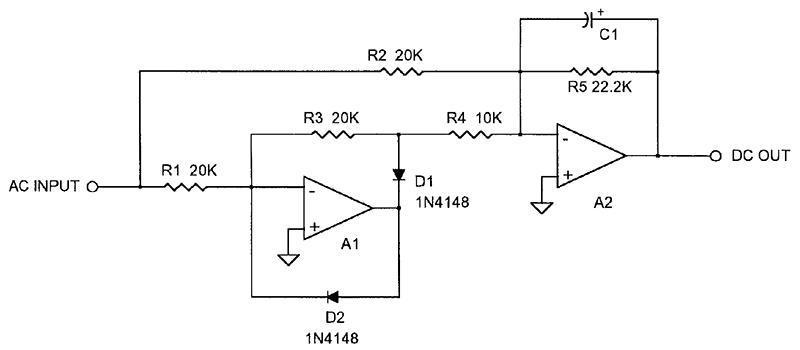 +
C1
R2 20K
R5 22.2K
R3 20K
R4 10K
R1 20K
AC INPUT
-
+
A1
D1
1N4148
-
+
A2
DC OUT
D2
1N4148